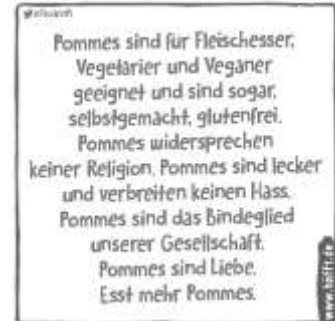 Pommes sind für Fleischesser,
Vegetarier und Veganer
geeignet und sind sogar,
selbstgemacht, glutenfrei.
Pommes widersprechen
keiner Religion. Pommes sind lecker
und verbreiten keinen Hass.
Pommes sind das Bindeglied
unserer Gesellschaft.
Pommes sind Liebe.
Esst mehr Pommes.